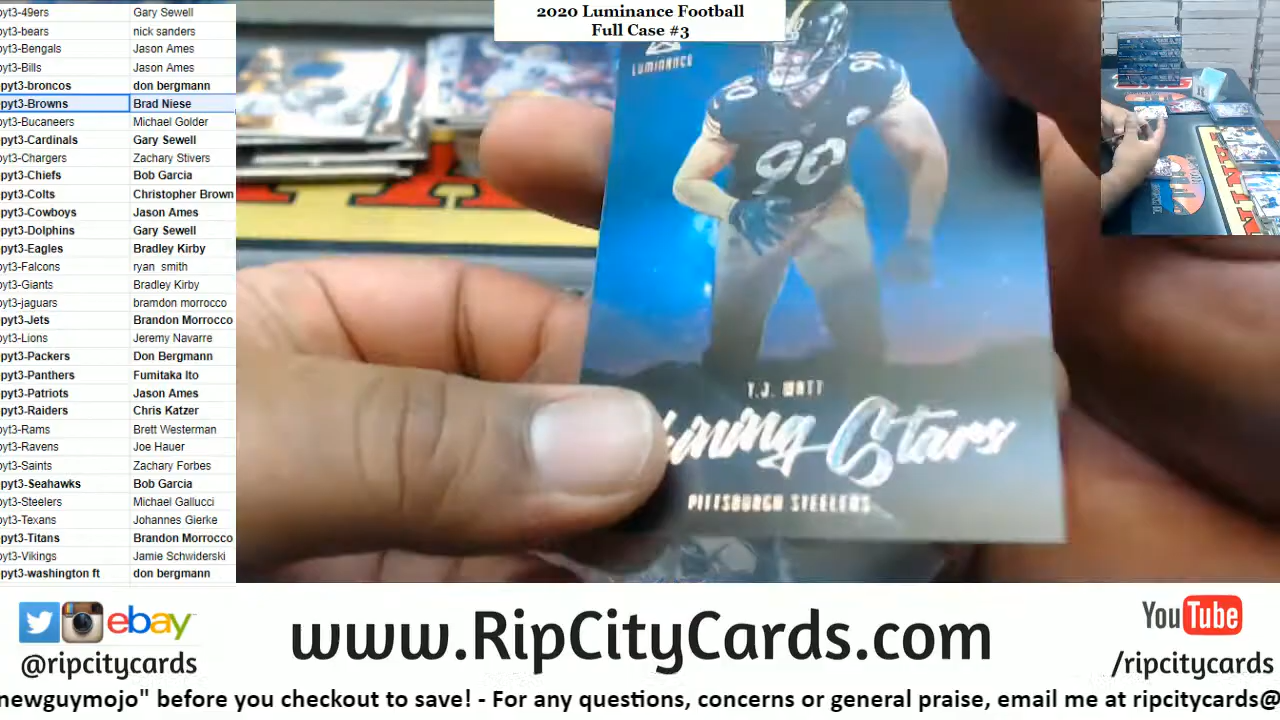 2020 Luminance Football
Full Case #3
pyt3-49ers Gary Sewell
pyt3-bears nick sanders
pyt3-Bengals Jason Ames
pyt3-Bills Jason Ames
pyt3-broncos don bergmann
pyt3-Browns Brad Niese
pyt3-Bucaneers Michael Golder
pyt3-Cardinals Gary Sewell
pyt3-Chargers Zachary Stivers
pyt3-Chiefs Bob Garcia
pyt3-Colts Christopher Brown
pyt3-Cowboys Jason Ames
pyt3-Dolphins Gary Sewell
pyt3-Eagles Bradley Kirby
pyt3-Falcons ryan smith
pyt3-Giants Bradley Kirby
pyt3-jaguars bramdon morrocco
pyt3-Jets Brandon Morrocco
pyt3-Lions Jeremy Navarre
pyt3-Packers Don Bergmann
pyt3-Panthers Fumitaka Ito
pyt3-Patriots Jason Ames
pyt3-Raiders Chris Katzer
pyt3-Rams Brett Westerman
pyt3-Ravens Joe Hauer
pyt3-Saints Zachary Forbes
pyt3-Seahawks Bob Garcia
pyt3-Steelers Michael Gallucci
pyt3-Texans Johannes Gierke
pyt3-Titans Brandon Morrocco
pyt3-Vikings Jamie Schwiderski
pyt3-washington ft don bergmann
LUMINANCE
90
90
90
T.J. WATT
hining Stars
PITTSBURGH STEELERS
ebay
@ripcitycards
www.RipCityCards.com
YouTube
/ripcitycards
newguymojo" before you checkout to save! - For any questions, concerns or general praise, email me at ripcitycards@